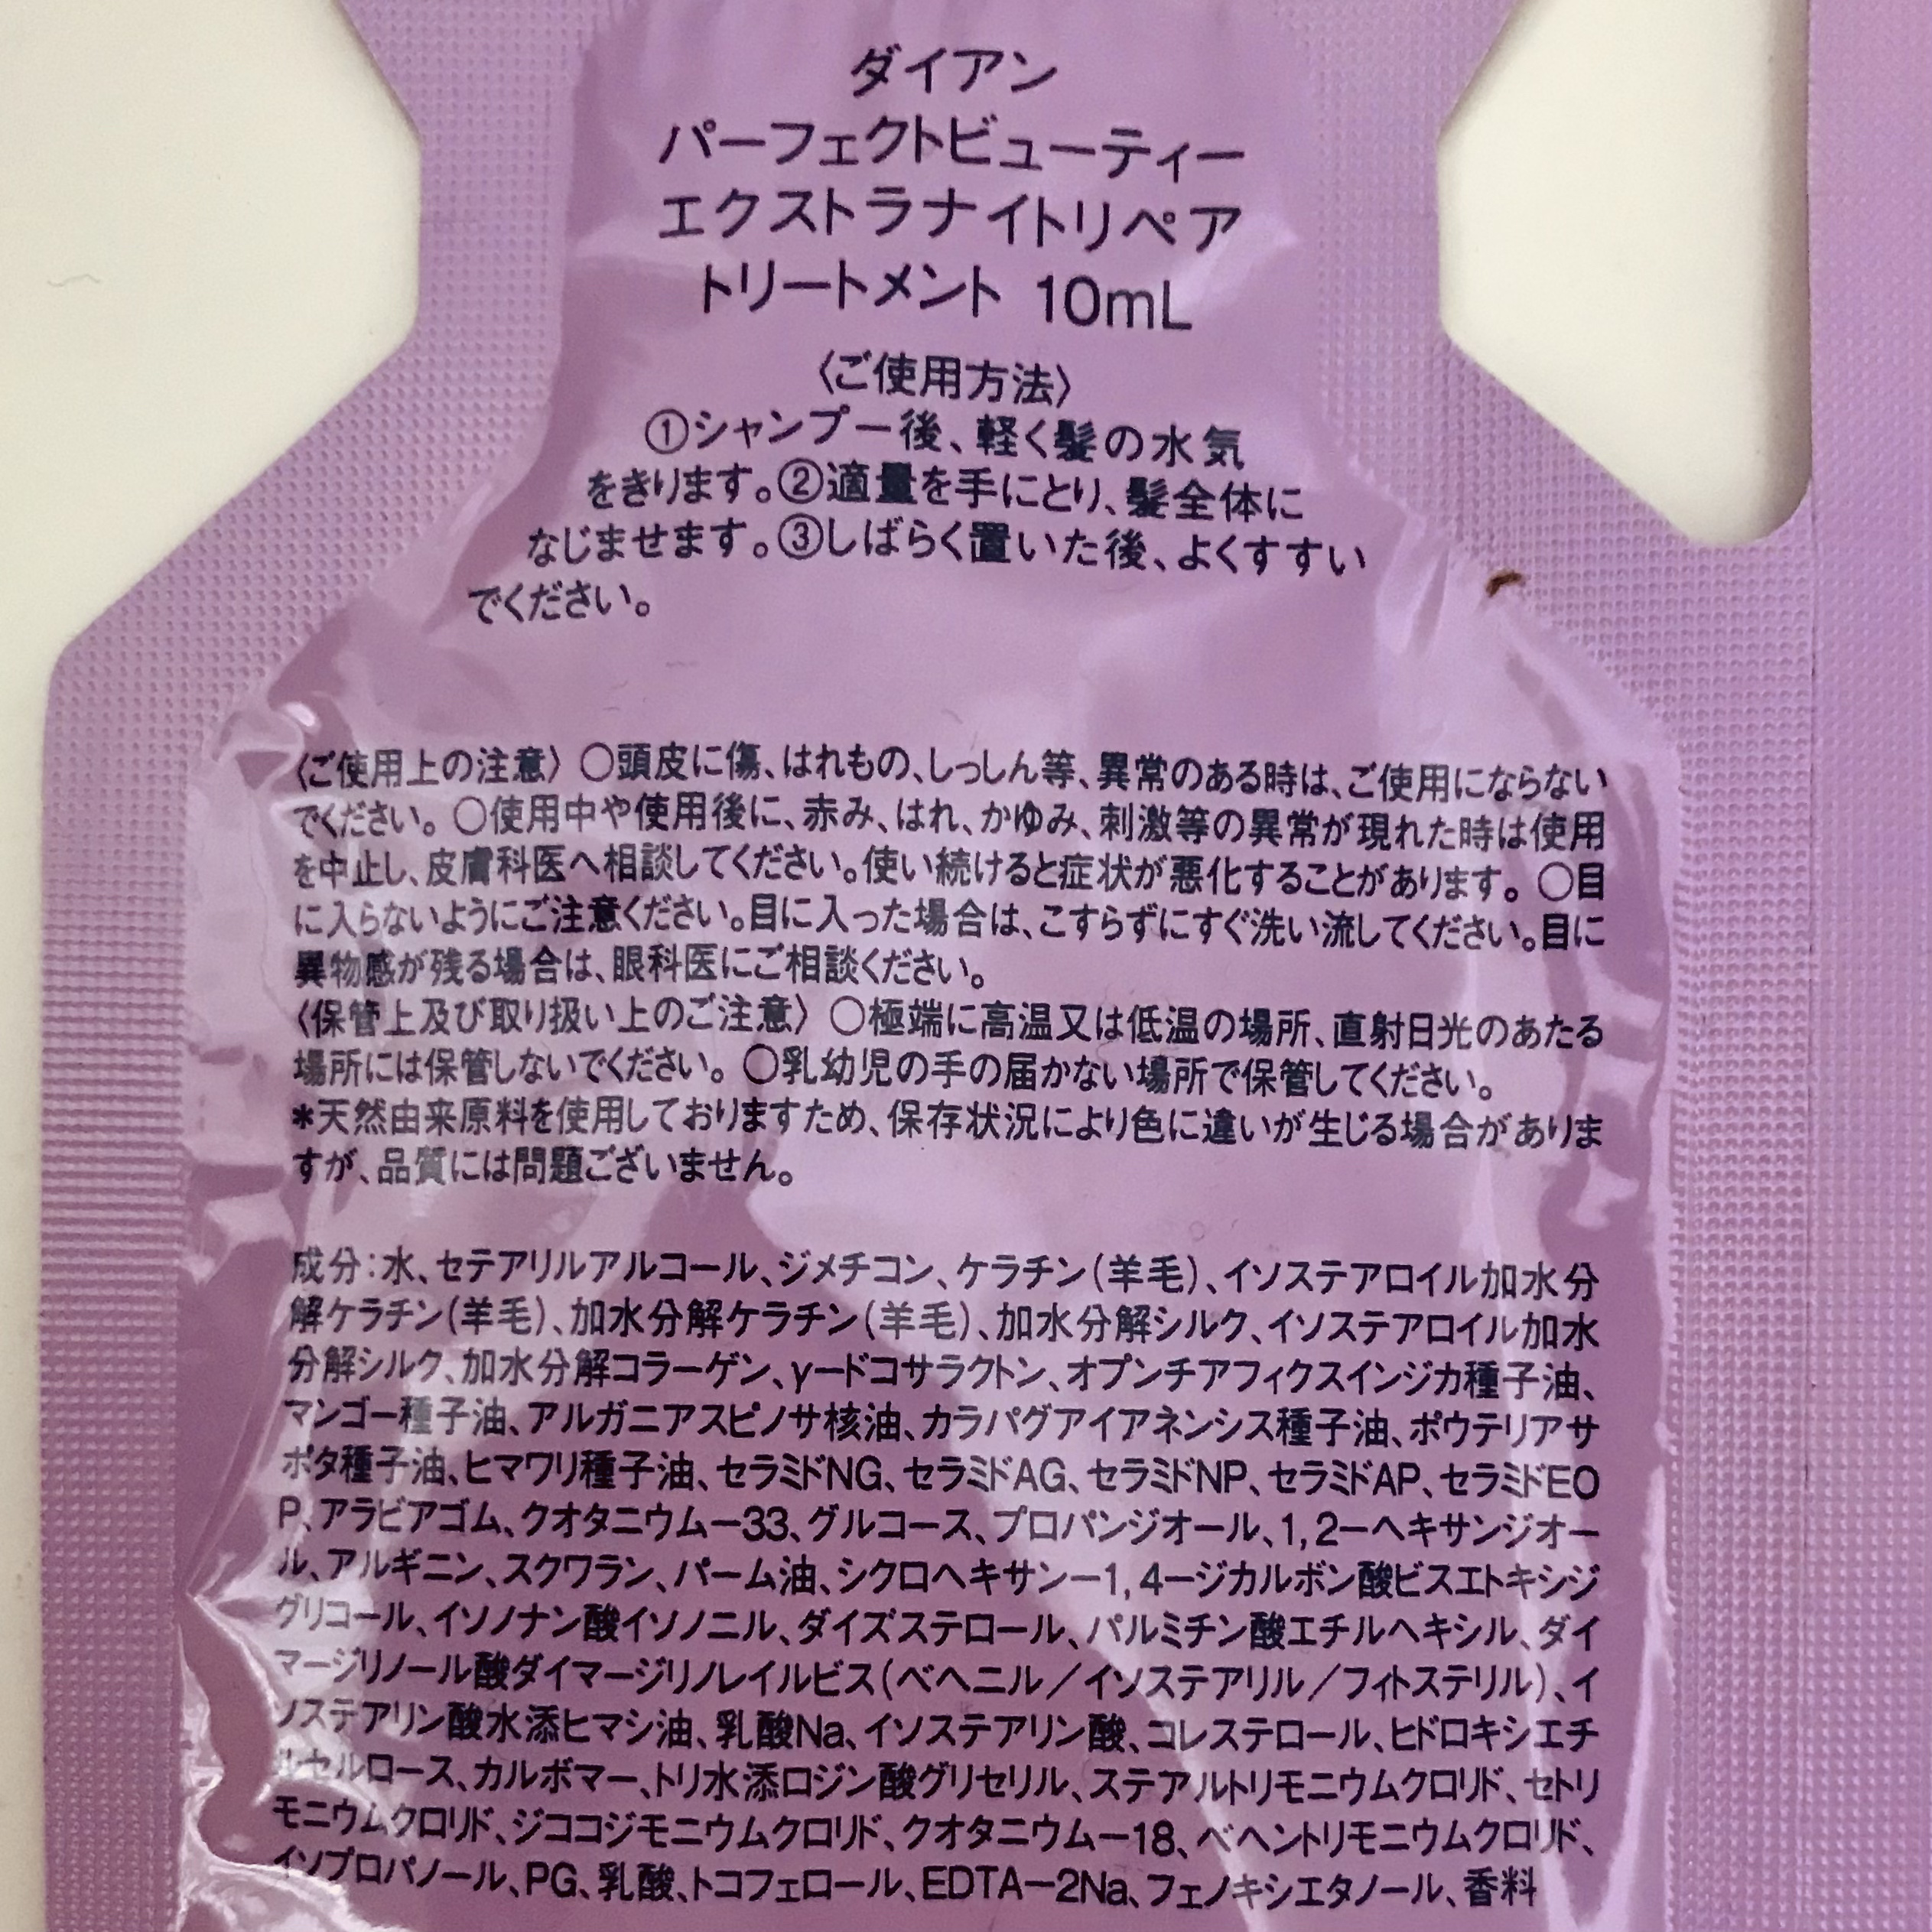 ダイアン
パーフェクトビューティー
エクストラナイトリペア
トリートメント 10mL
〈ご使用方法〉
①シャンプー後、軽く髪の水気
をきります。②適量を手にとり、髪全体に
なじませます。③しばらく置いた後、よくすすい
でください。
〈ご使用上の注意〉 ○頭皮に傷、はれもの、しっしん等、異常のある時は、ご使用にならない
でください。 ○使用中や使用後に、赤み、はれ、かゆみ、刺激等の異常が現れた時は使用
を中止し、皮膚科医へ相談してください。使い続けると症状が悪化することがあります。 ○目
に入らないようにご注意ください。目に入った場合は、こすらずにすぐ洗い流してください。目に
異物感が残る場合は、眼科医にご相談ください。
〈保管上及び取り扱い上のご注意〉 ○極端に高温又は低温の場所、直射日光のあたる
場所には保管しないでください。 ○乳幼児の手の届かない場所で保管してください。
*天然由来原料を使用しておりますため、保存状況により色に違いが生じる場合がありま
すが、品質には問題ございません。
成分:水、セテアリルアルコール、ジメチコン、ケラチン(羊毛)、イソステアロイル加水分
解ケラチン(羊毛)、加水分解ケラチン(羊毛)、加水分解シルク、イソステアロイル加水
分解シルク、加水分解コラーゲン、γードコサラクトン、オプンチアフィクスインジカ種子油、
マンゴー種子油、アルガニアスピノサ核油、カラパグアイアネンシス種子油、ポウテリアサ
ポタ種子油、ヒマワリ種子油、セラミドNG、セラミドAG、セラミドNP、セラミドAP、セラミドEO
P、アラビアゴム、クオタニウムー33、グルコース、プロパンジオール、1,2ーヘキサンジオー
ル、アルギニン、スクワラン、パーム油、シクロヘキサンー1,4ージカルボン酸ビスエトキシジ
グリコール、イソノナン酸イソノニル、ダイズステロール、パルミチン酸エチルヘキシル、ダイ
マージリノール酸ダイマージリノレイルビス(ベヘニル/イソステアリル/フィトステリル)、イ
ソステアリン酸水添ヒマシ油、乳酸Na、イソステアリン酸、コレステロール、ヒドロキシエチ
ルセルロース、カルボマー、トリ水添ロジン酸グリセリル、ステアルトリモニウムクロリド、セトリ
モニウムクロリド、ジココジモニウムクロリド、クオタニウムー18、ベヘントリモニウムクロリド、
イソプロパノール、PG、乳酸、トコフェロール、EDTAー2Na、フェノキシエタノール、香料